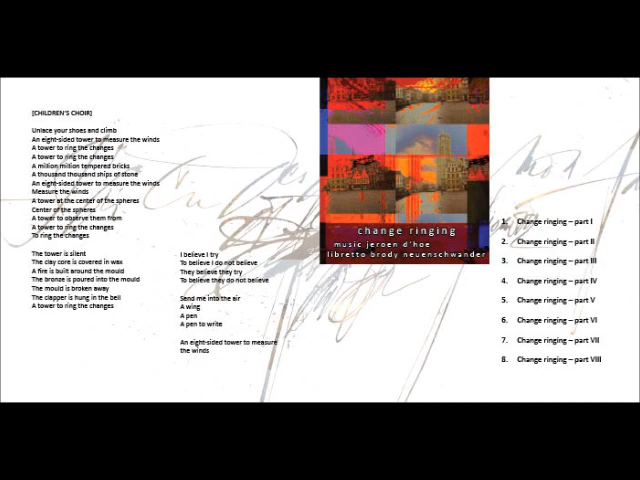 [CHILDREN'S CHOIR]
Unlace your shoes and climb
An eight-sided tower to measure the winds
A tower to ring the changes
A tower to ring the changes
A million million tempered bricks
A thousand thousand ships of stone
An eight-sided tower to measure the winds
Measure the winds
A tower at the center of the spheres
Center of the spheres
A tower to observe them from
A tower to ring the changes
To ring the changes
The tower is silent
The clay core is covered in wax
A fire is built around the mould
The bronze is poured into the mould
The mould is broken away
The clapper is hung in the bell
A tower to ring the changes
I believe I try
To believe I do not believe
They believe they try
To believe they do not believe
Send me into the air
A wing
A pen
A pen to write
An eight-sided tower to measure
the winds
change ringing
music jeroen d'hoe
libretto brody neuenschwander
1. Change ringing – part I
2. Change ringing – part II
3. Change ringing – part III
4. Change ringing – part IV
5. Change ringing – part V
6. Change ringing – part VI
7. Change ringing – part VII
8. Change ringing – part VIII